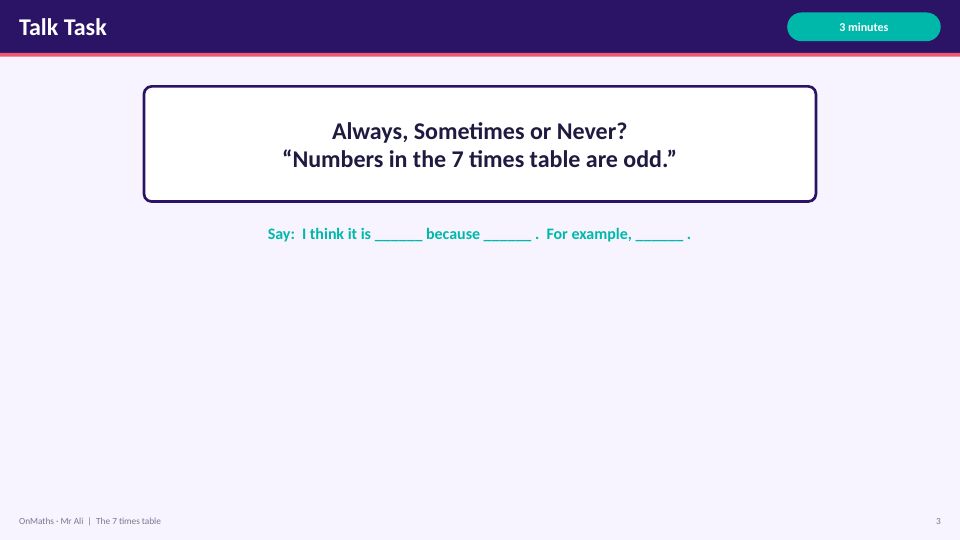 Talk Task
3 minutes
Always, Sometimes or Never?
“Numbers in the 7 times table are odd.”
Say:  I think it is ______ because ______ .  For example, ______ .
OnMaths - Mr Ali  |  The 7 times table
3